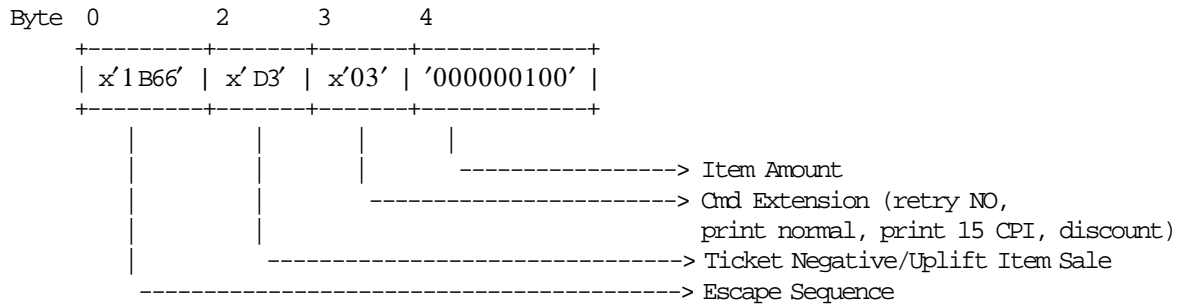 Byte 0 2 3 4
+---------+-------+-------+-------------+
| x′1B66′ | x′D3′ | x′03′ | ′000000100′ |
+---------+-------+-------+-------------+
| | | |
| | | -----------------> Item Amount
| | ------------------------> Cmd Extension (retry NO,
| | print normal, print 15 CPI, discount)
| --------------------------------> Ticket Negative/Uplift Item Sale
------------------------------------------> Escape Sequence